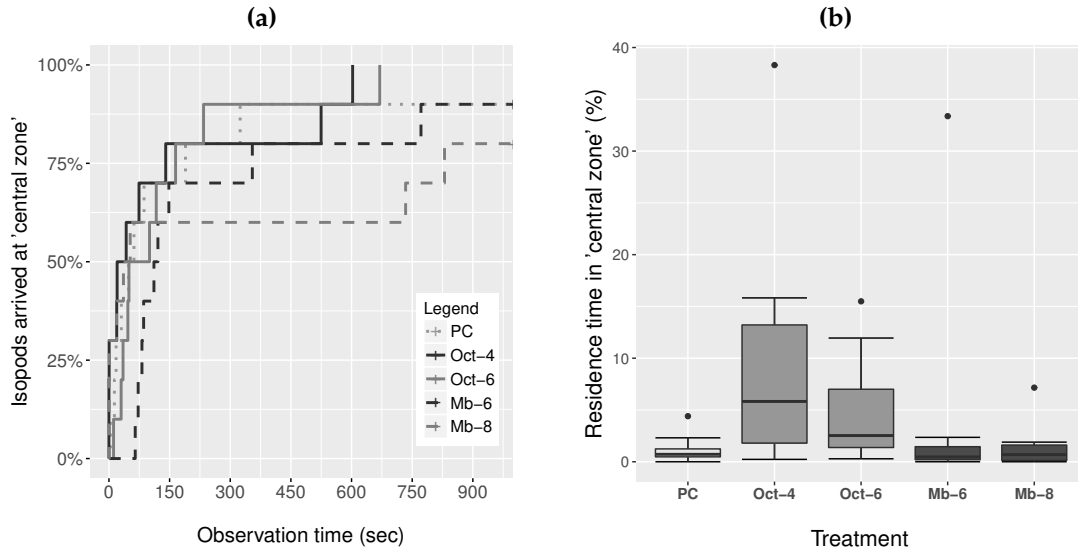 (a)
Isopods arrived at 'central zone'
100%
75%
50%
25%
0%
Legend
PC
Oct−4
Oct−6
Mb−6
Mb−8
0 150 300 450 600 750 900
Observation time (sec)
(b)
Residence time in 'central zone' (%)
40
30
20
10
0
PC Oct−4 Oct−6 Mb−6 Mb−8
Treatment